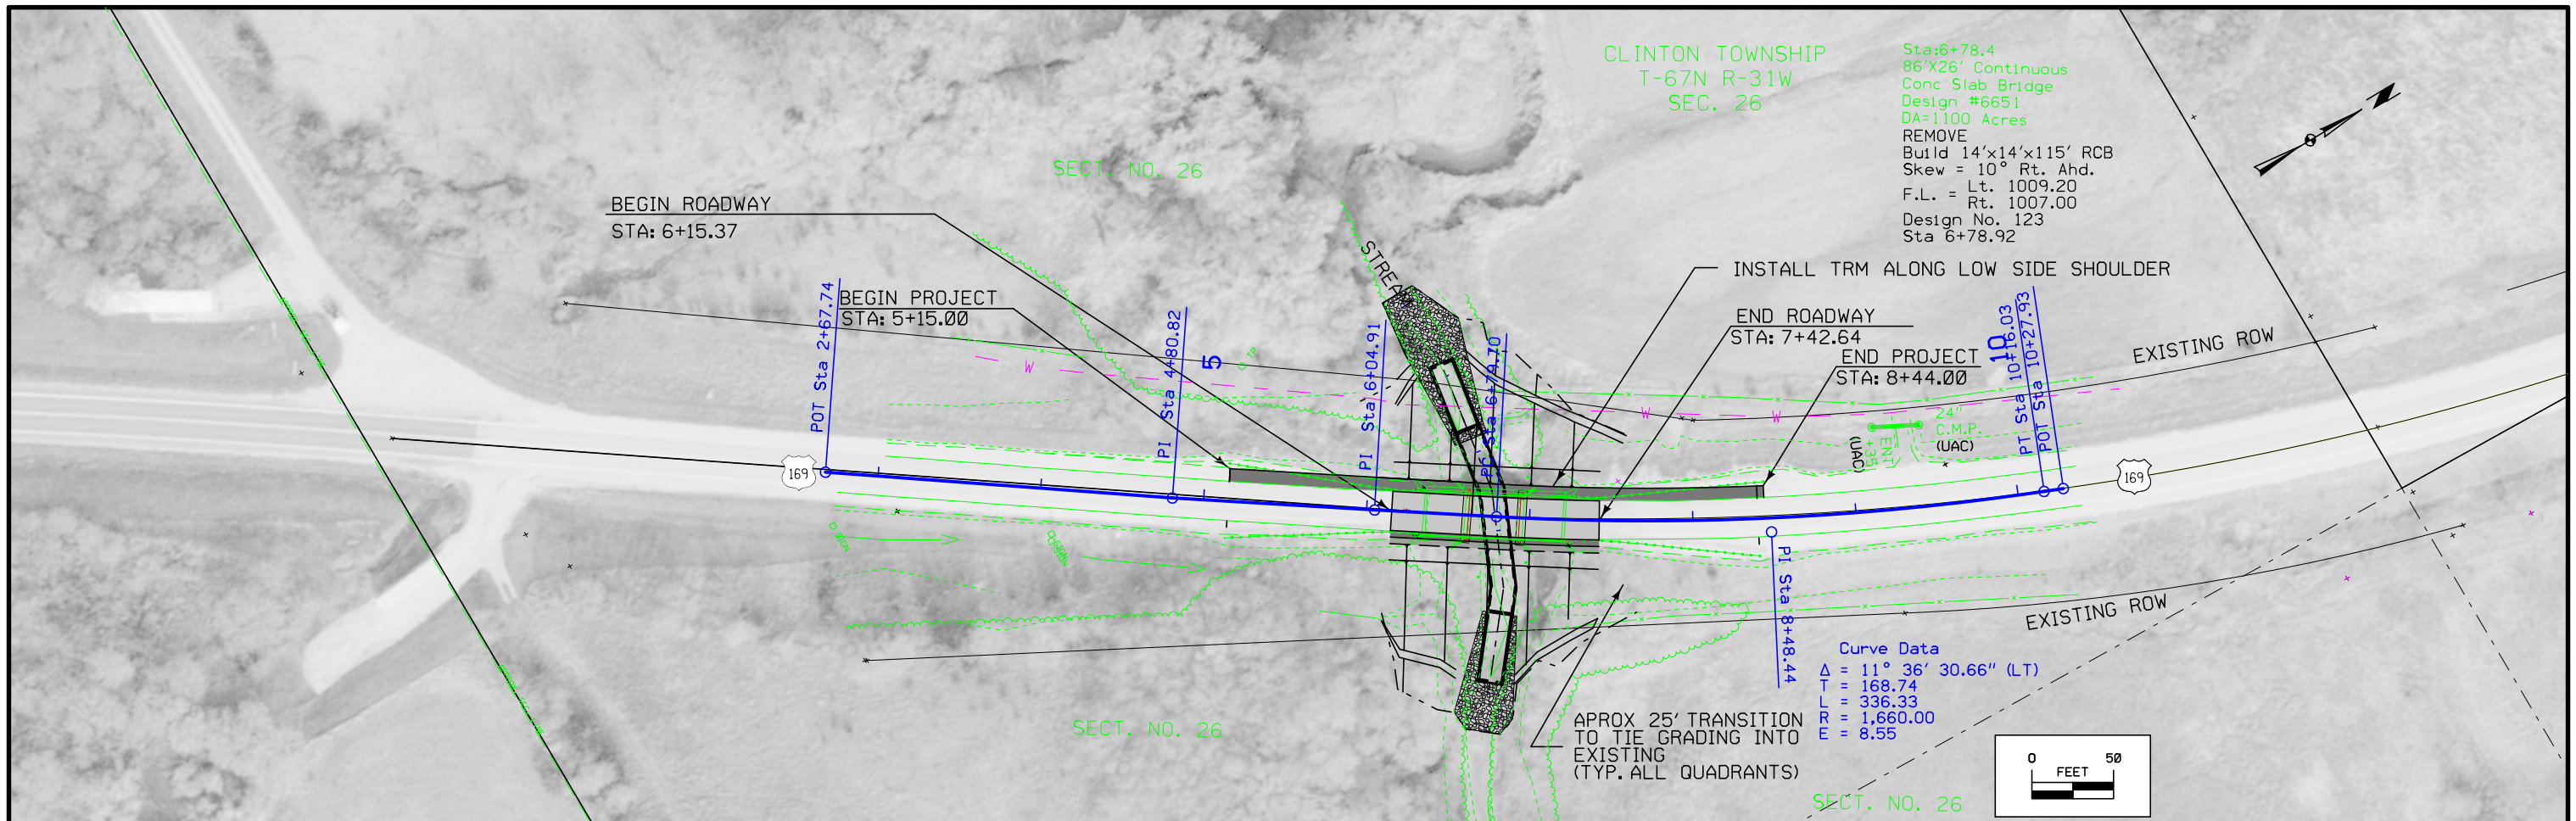 CLINTON TOWNSHIP
T-67N R-31W
SEC. 26
Sta:6+78.4
86'X26' Continuous
Conc Slab Bridge
Design #6651
DA=1100 Acres
REMOVE
Build 14'x14'x115' RCB
Skew = 10° Rt. Ahd.
F.L. = Lt. 1009.20
Rt. 1007.00
Design No. 123
Sta 6+78.92
SECT. NO. 26
BEGIN ROADWAY
STA: 6+15.37
BEGIN PROJECT
STA: 5+15.00
STREAM
INSTALL TRM ALONG LOW SIDE SHOULDER
END ROADWAY
STA: 7+42.64
END PROJECT
STA: 8+44.00
EXISTING ROW
POT Sta 2+67.74
PI Sta 4+80.82
5
PI Sta 6+04.91
PC Sta 6+79.70
10
PT Sta 10+16.03
POT Sta 10+27.93
W
W
W
24"
C.M.P.
(UAC)
ENT
+35
(UAC)
169
169
SIGN
SIGN
PI Sta 8+48.44
EXISTING ROW
Curve Data
Δ = 11° 36' 30.66" (LT)
T = 168.74
L = 336.33
R = 1,660.00
E = 8.55
APROX 25' TRANSITION
TO TIE GRADING INTO
EXISTING
(TYP. ALL QUADRANTS)
SECT. NO. 26
SECT. NO. 26
0 50
FEET